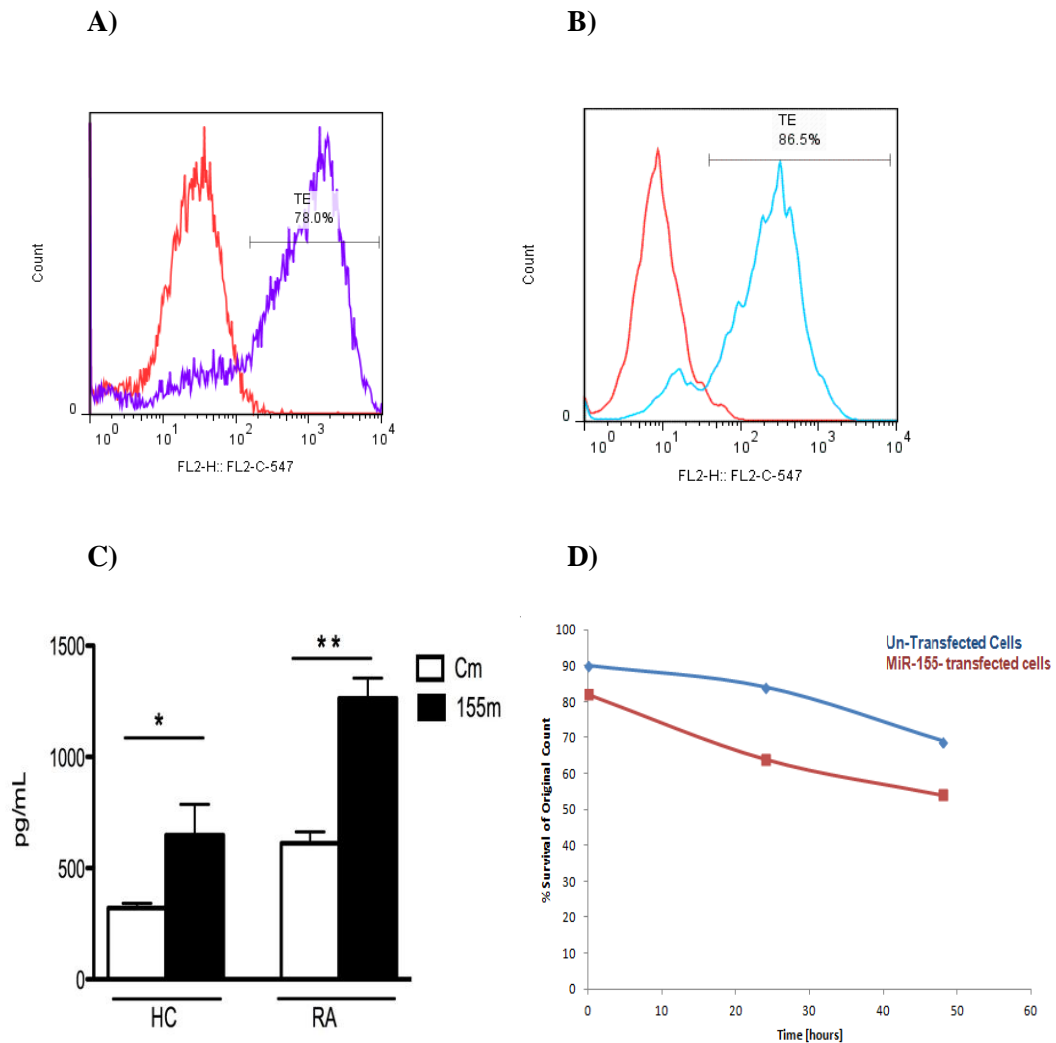 A)
B)
TE
78.0%
Count
0
10^0 10^1 10^2 10^3 10^4
FL2-H:: FL2-C-547
TE
86.5%
Count
0
10^0 10^1 10^2 10^3 10^4
FL2-H:: FL2-C-547
C)
D)
1500
1000
500
0
pg/mL
*
**
Cm
155m
HC
RA
100
90
80
70
60
50
40
30
20
10
0
% Survival of Original Count
Un-Transfected Cells
MiR-155- transfected cells
0 10 20 30 40 50 60
Time [hours]